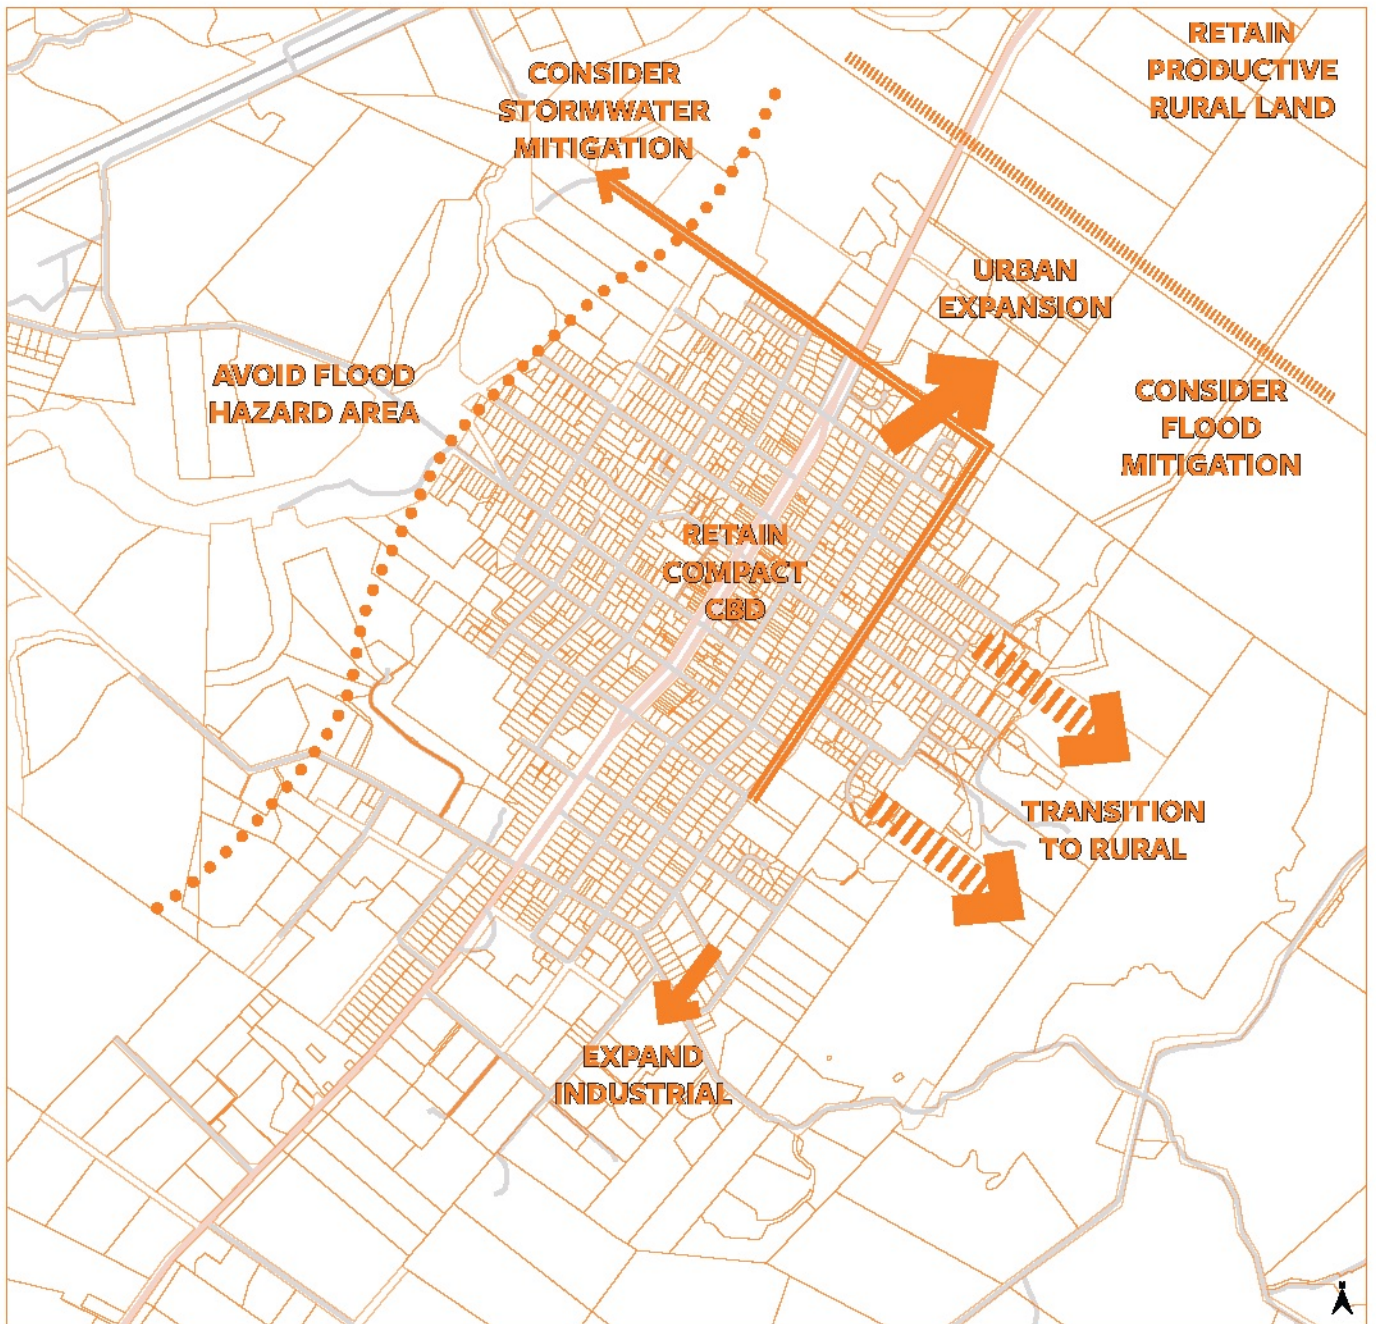 RETAIN
PRODUCTIVE
RURAL LAND
CONSIDER
STORMWATER
MITIGATION
URBAN
EXPANSION
AVOID FLOOD
HAZARD AREA
CONSIDER
FLOOD
MITIGATION
RETAIN
COMPACT
CBD
TRANSITION
TO RURAL
EXPAND
INDUSTRIAL
N